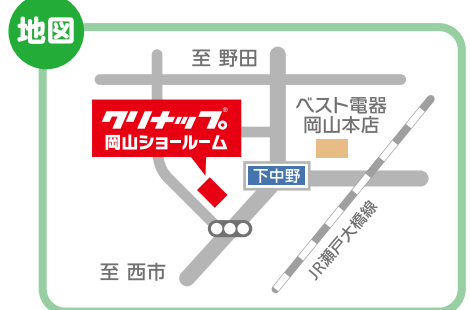 地図
至 野田
クリナップ®
岡山ショールーム
ベスト電器
岡山本店
下中野
JR瀬戸大橋線
至 西市